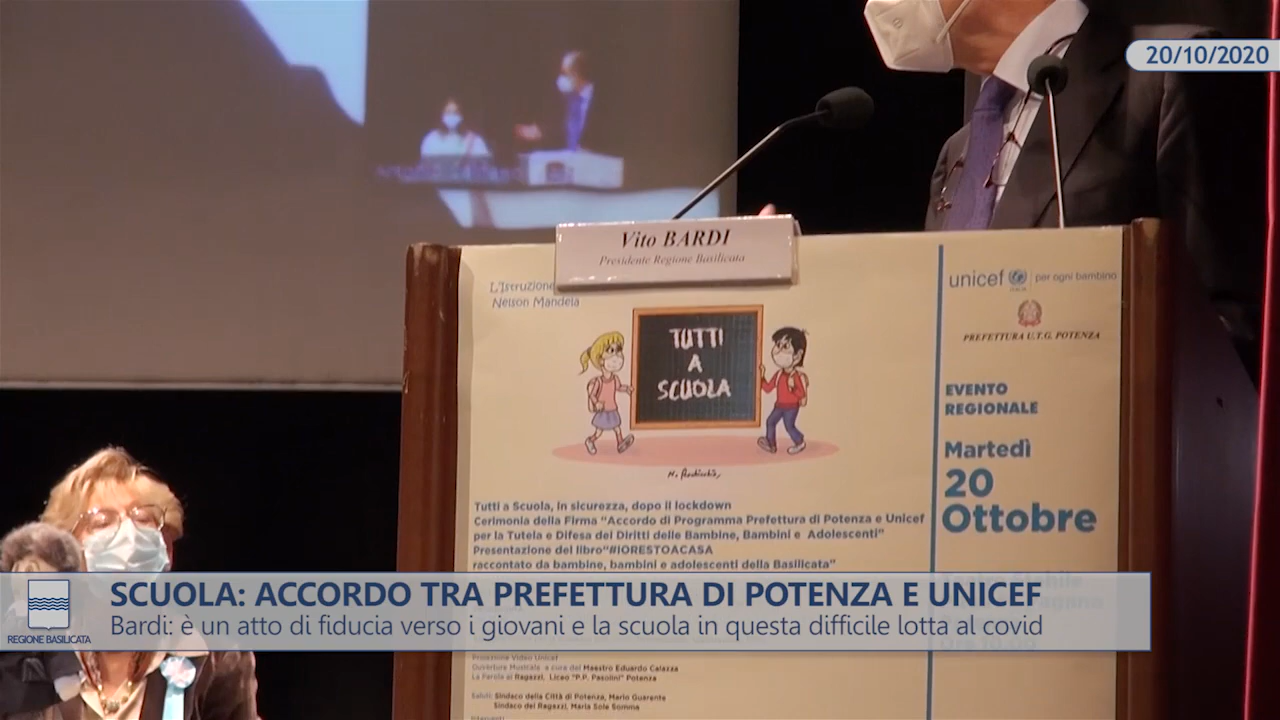 20/10/2020
Vito BARDI
Presidente Regione Basilicata
L'Istruzione
Nelson Mandela
TUTTI
A
SCUOLA
unicef per ogni bambino
PREFETTURA U.T.G. POTENZA
EVENTO
REGIONALE
Martedì
20
Ottobre
Tutti a Scuola, in sicurezza, dopo il lockdown
Cerimonia della Firma "Accordo di Programma Prefettura di Potenza e Unicef
per la Tutela e Difesa dei Diritti delle Bambine, Bambini e Adolescenti"
Presentazione del libro"#IORESTOACASA
raccontato da bambine, bambini e adolescenti della Basilicata"
SCUOLA: ACCORDO TRA PREFETTURA DI POTENZA E UNICEF
Bardi: è un atto di fiducia verso i giovani e la scuola in questa difficile lotta al covid
REGIONE BASILICATA
Proiezione Video Unicef
Ouverture Musicale a cura del Maestro Eduardo Caiazza
La Parola ai Ragazzi, Liceo "P.P. Pasolini" Potenza
Saluti: Sindaco della Città di Potenza, Mario Guarente
Sindaco dei Ragazzi, Maria Sole Somma